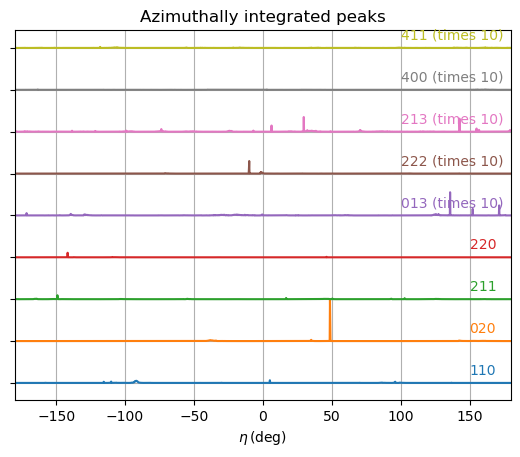 Azimuthally integrated peaks
411 (times 10)
400 (times 10)
213 (times 10)
222 (times 10)
013 (times 10)
220
211
020
110
−150 −100 −50 0 50 100 150
η (deg)